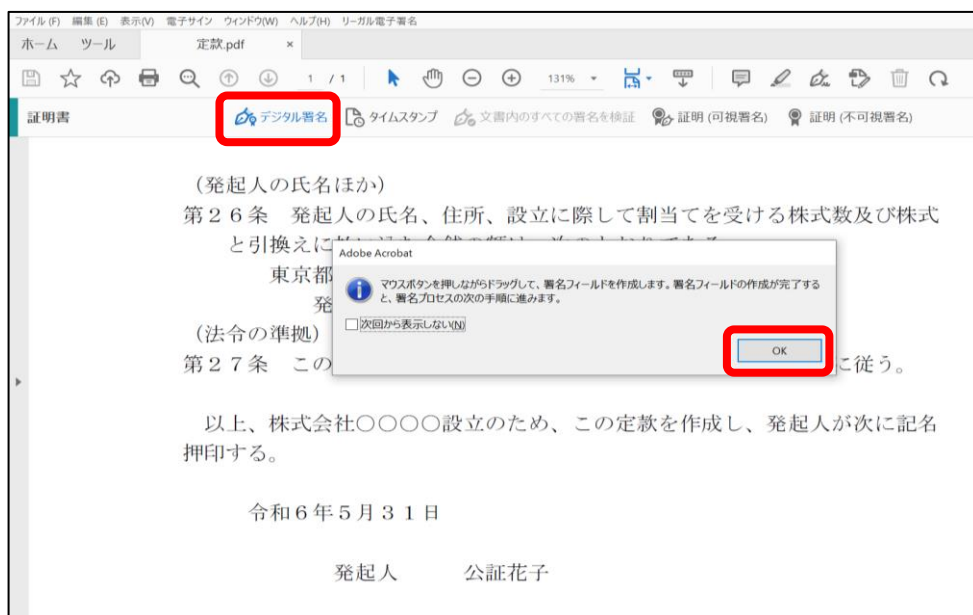 ファイル(F) 編集(E) 表示(V) 電子サイン ウィンドウ(W) ヘルプ(H) リーガル電子署名
ホーム ツール 定款.pdf ×
1 / 1 131%
証明書 デジタル署名 タイムスタンプ 文書内のすべての署名を検証 証明 (可視署名) 証明 (不可視署名)
（発起人の氏名ほか）
第２６条 発起人の氏名、住所、設立に際して割当てを受ける株式数及び株式
と引換えに
Adobe Acrobat
東京都
マウスボタンを押しながらドラッグして、署名フィールドを作成します。署名フィールドの作成が完了する
と、署名プロセスの次の手順に進みます。
発
次回から表示しない(N)
（法令の準拠）
OK
第２７条 この に従う。
以上、株式会社〇〇〇〇設立のため、この定款を作成し、発起人が次に記名
押印する。
令和６年５月３１日
発起人 公証花子